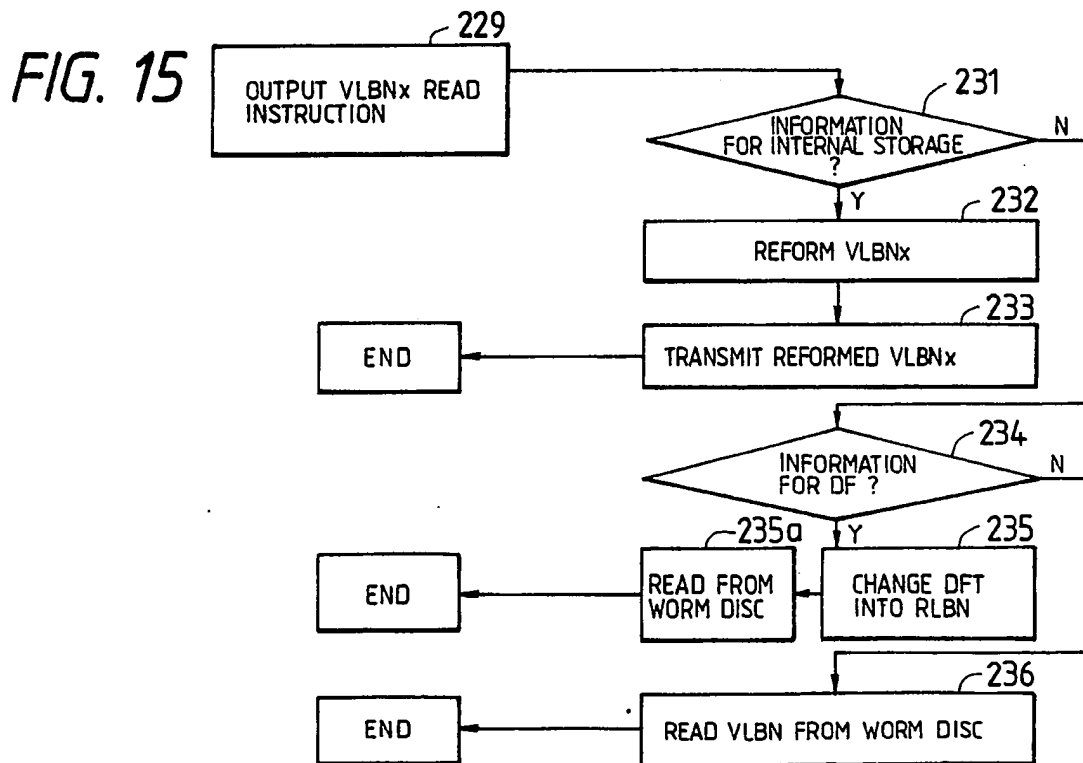 FIG. 15
229
OUTPUT VLBNx READ
INSTRUCTION
231
INFORMATION
FOR INTERNAL STORAGE
?
N
Y
232
REFORM VLBNx
233
TRANSMIT REFORMED VLBNx
END
234
INFORMATION
FOR DF ?
N
Y
235
CHANGE DFT
INTO RLBN
235a
READ FROM
WORM DISC
END
236
READ VLBN FROM WORM DISC
END